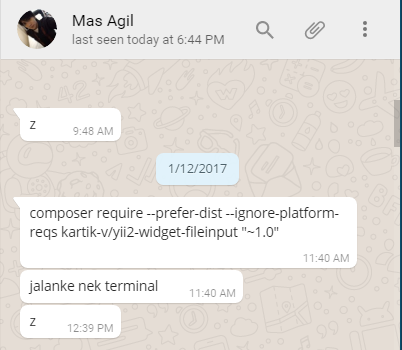 Mas Agil
last seen today at 6:44 PM
z
9:48 AM
1/12/2017
composer require --prefer-dist --ignore-platform-
reqs kartik-v/yii2-widget-fileinput "~1.0"
11:40 AM
jalanke nek terminal
11:40 AM
z
12:39 PM